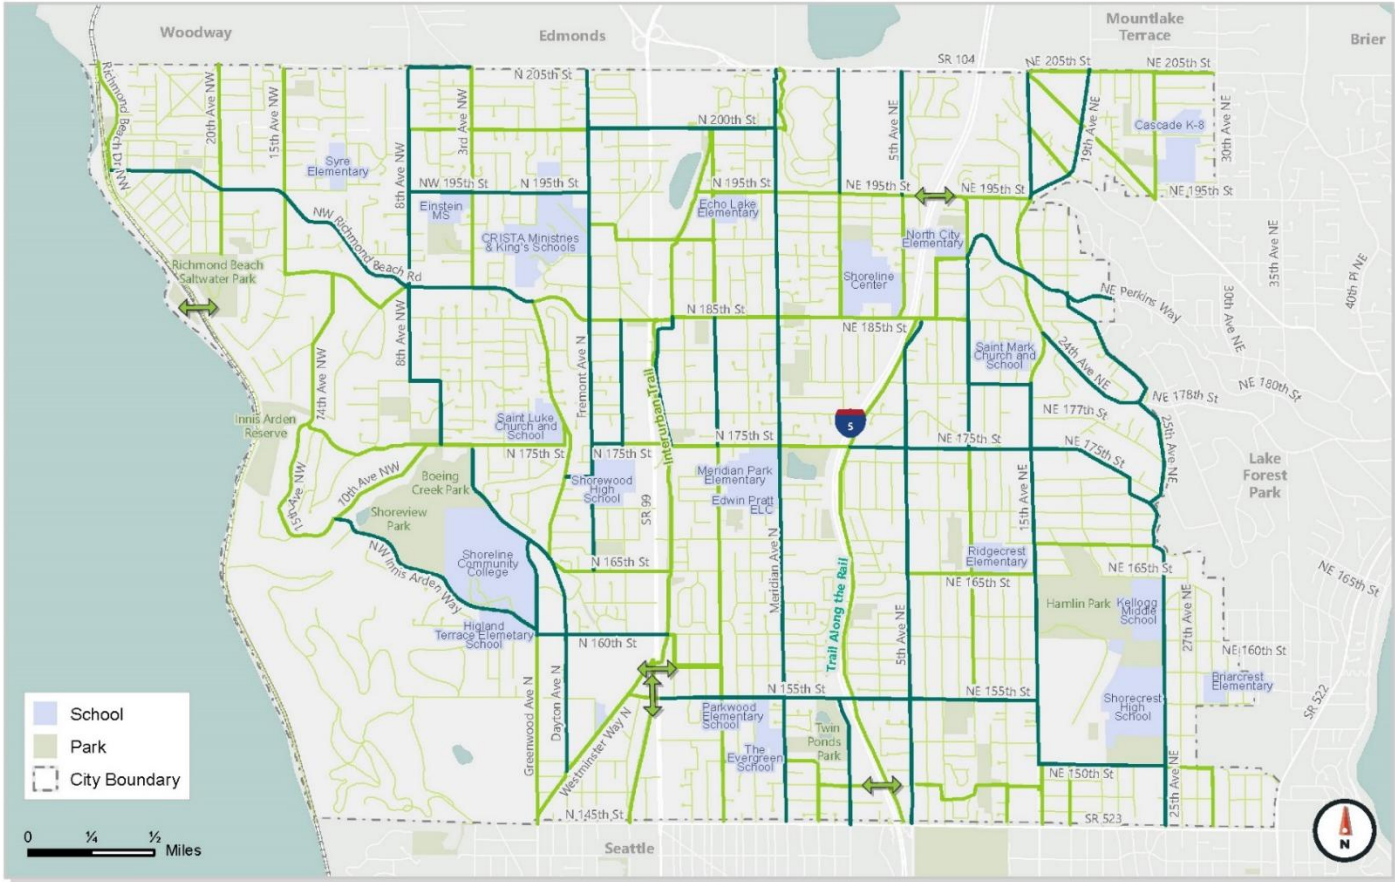 Woodway
Edmonds
Mountlake
Terrace
Brier
SR 104
NE 205th St
NE 205th St
N 205th St
Richmond Beach Dr NW
20th Ave NW
15th Ave NW
8th Ave NW
3rd Ave NW
N 200th St
5th Ave NE
19th Ave NE
Cascade K-8
30th Ave NE
Syre
Elementary
NW 195th St
N 195th St
N 195th St
NE 195th St
NE 195th St
NE 195th St
Einstein
MS
Echo Lake
Elementary
NW Richmond Beach Rd
CRISTA Ministries
& King's Schools
North City
Elementary
35th Ave NE
40th Pl NE
Richmond Beach
Saltwater Park
Shoreline
Center
NE Perkins Way
30th Ave NE
N 185th St
NE 185th St
8th Ave NW
Fremont Ave N
Saint Mark
Church and
School
24th Ave NE
14th Ave NW
Interurban Trail
NE 180th St
NE 178th St
Innis Arden
Reserve
Saint Luke
Church and
School
5
NE 177th St
25th Ave NE
N 175th St
N 175th St
N 175th St
NE 175th St
NE 175th St
10th Ave NW
15th Ave NW
Boeing
Creek Park
Shorewood
High
School
Meridian Park
Elementary
Edwin Pratt
ELC
Lake
Forest
Park
Shoreview
Park
SR 99
15th Ave NE
NW Innis Arden Way
Shoreline
Community
College
N 165th St
Meridian Ave N
Trail Along the Rail
Ridgecrest
Elementary
NE 165th St
NE 165th St
NE 165th St
Hamlin Park
Kellogg
Middle
School
Higland
Terrace Elemetary
School
N 160th St
5th Ave NE
27th Ave NE
NE 160th St
Briarcrest
Elementary
N 155th St
NE 155th St
Greenwood Ave N
Dayton Ave N
Westminster Way N
Parkwood
Elementary
School
The
Evergreen
School
Twin
Ponds
Park
Shorecrest
High
School
SR 522
NE 150th St
25th Ave NE
N 145th St
SR 523
Seattle
School
Park
City Boundary
0 ¼ ½
Miles
N